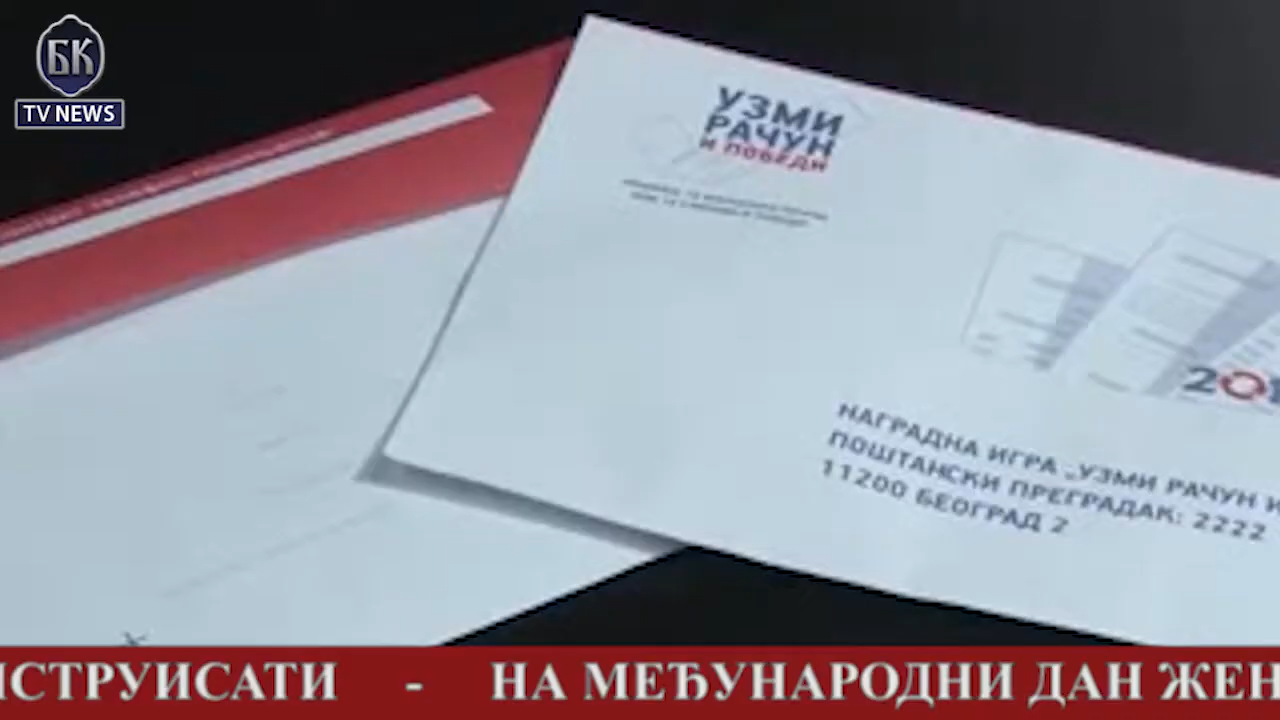 БК
TV NEWS
УЗМИ
РАЧУН
И ПОБЕДИ
НАГРАДНА ИГРА „УЗМИ РАЧУН И
ПОШТАНСКИ ПРЕГРАДАК: 2222
11200 БЕОГРАД 2
ИСТРУИСАТИ - НА МЕЂУНАРОДНИ ДАН ЖЕН